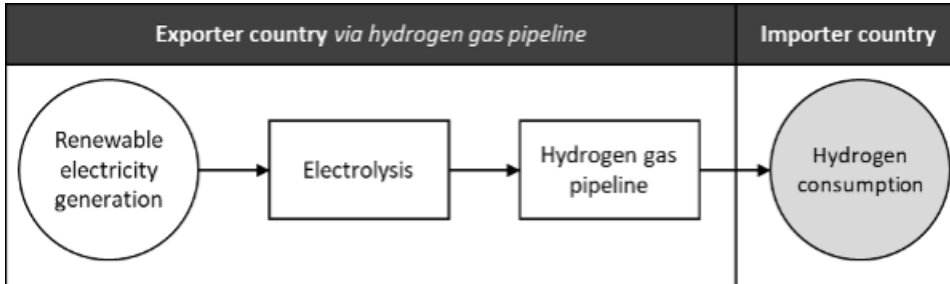 Exporter country via hydrogen gas pipeline
Importer country
Renewable
electricity
generation
Electrolysis
Hydrogen gas
pipeline
Hydrogen
consumption